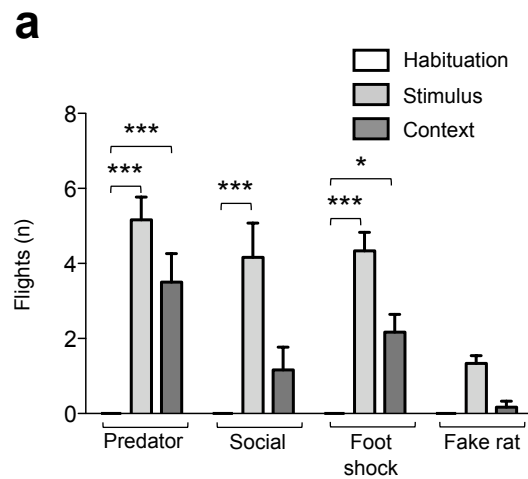 a
Habituation
Stimulus
Context
8
6
4
2
0
Flights (n)
***
***
***
*
***
Predator
Social
Foot
shock
Fake rat